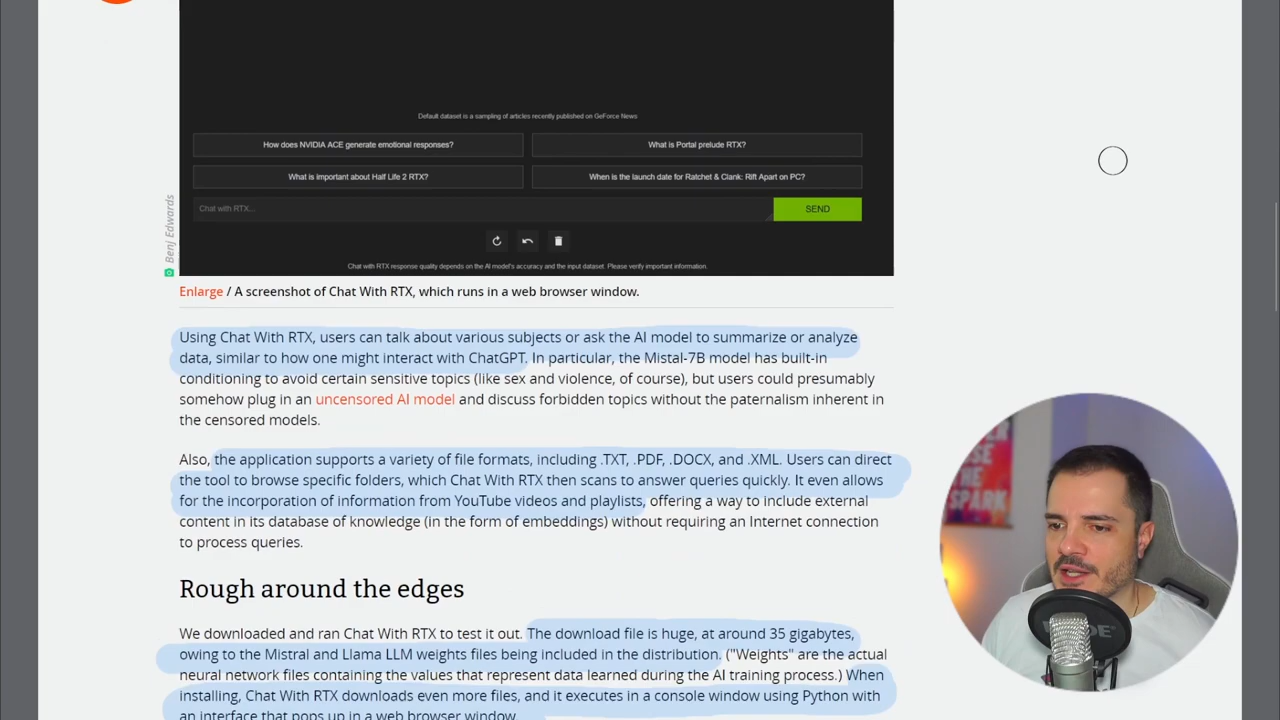 Default dataset is a sampling of articles recently published on GeForce News
How does NVIDIA ACE generate emotional responses?
What is Portal prelude RTX?
What is important about Half Life 2 RTX?
When is the launch date for Ratchet & Clank: Rift Apart on PC?
Chat with RTX...
SEND
Chat with RTX response quality depends on the AI model's accuracy and the input dataset. Please verify important information.
Benj Edwards
Enlarge / A screenshot of Chat With RTX, which runs in a web browser window.
Using Chat With RTX, users can talk about various subjects or ask the AI model to summarize or analyze
data, similar to how one might interact with ChatGPT. In particular, the Mistal-7B model has built-in
conditioning to avoid certain sensitive topics (like sex and violence, of course), but users could presumably
somehow plug in an uncensored AI model and discuss forbidden topics without the paternalism inherent in
the censored models.
Also, the application supports a variety of file formats, including .TXT, .PDF, .DOCX, and .XML. Users can direct
the tool to browse specific folders, which Chat With RTX then scans to answer queries quickly. It even allows
for the incorporation of information from YouTube videos and playlists, offering a way to include external
content in its database of knowledge (in the form of embeddings) without requiring an Internet connection
to process queries.
Rough around the edges
We downloaded and ran Chat With RTX to test it out. The download file is huge, at around 35 gigabytes,
owing to the Mistral and Llama LLM weights files being included in the distribution. ("Weights" are the actual
neural network files containing the values that represent data learned during the AI training process.) When
installing, Chat With RTX downloads even more files, and it executes in a console window using Python with
an interface that pops up in a web browser window.